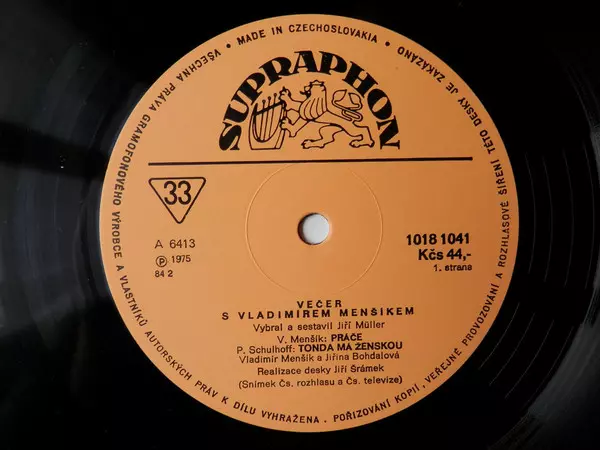 • VŠECHNA PRÁVA GRAMOFONOVÉHO VÝROBCE A VLASTNÍKŮ AUTORSKÝCH PRÁV K DÍLU VYHRAŽENA. POŘIZOVÁNÍ KOPIÍ, VEŘEJNÉ PROVOZOVÁNÍ A ROZHLASOVÉ ŠÍŘENÍ TÉTO DESKY JE ZAKÁZÁNO • MADE IN CZECHOSLOVAKIA
SUPRAPHON
33
A 6413
℗ 1975
84 2
1018 1041
Kčs 44,-
1. strana
VEČER
S VLADIMÍREM MENŠÍKEM
Vybral a sestavil Jiří Müller
V. Menšík: PRÁCE
P. Schulhoff: TONDA MÁ ŽENSKOU
Vladimír Menšík a Jiřina Bohdalová
Realizace desky Jiří Šrámek
(Snímek Čs. rozhlasu a Čs. televize)